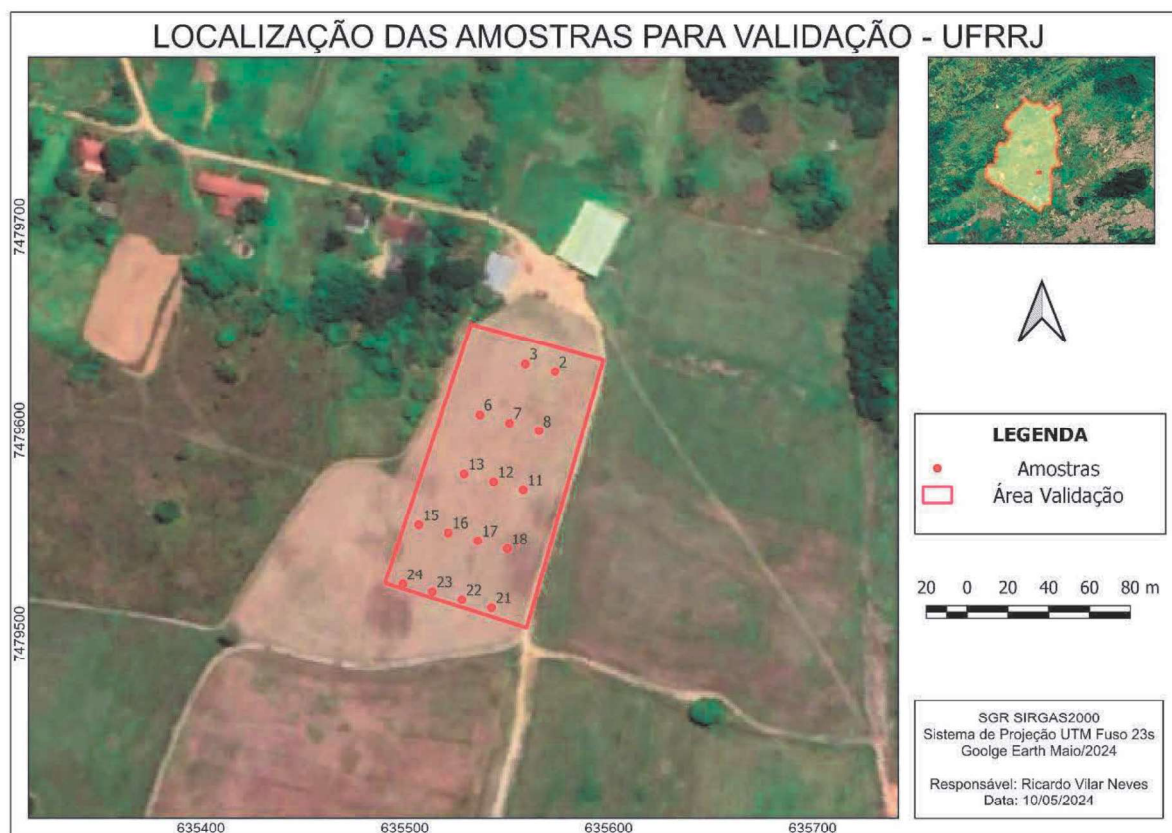 LOCALIZAÇÃO DAS AMOSTRAS PARA VALIDAÇÃO - UFRRJ
7479700
7479600
7479500
3 2
6 7 8
13 12 11
15 16 17 18
24 23 22 21
635400 635500 635600 635700
LEGENDA
Amostras
Área Validação
20 0 20 40 60 80 m
SGR SIRGAS2000
Sistema de Projeção UTM Fuso 23s
Goolge Earth Maio/2024
Responsável: Ricardo Vilar Neves
Data: 10/05/2024